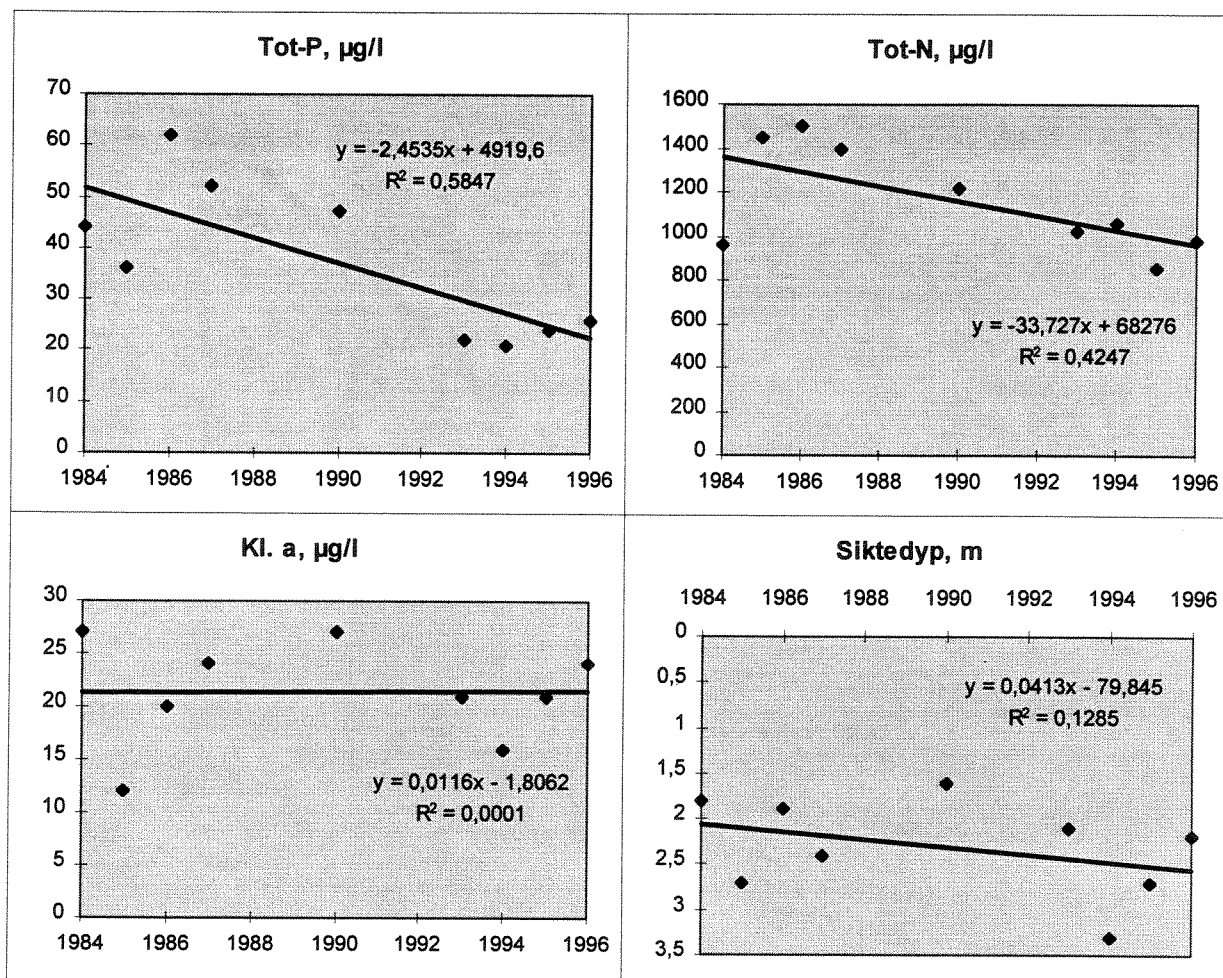 Tot-P, µg/l
70
60
50
40
30
20
10
0
y = -2,4535x + 4919,6
R² = 0,5847
1984 1986 1988 1990 1992 1994 1996
Tot-N, µg/l
1600
1400
1200
1000
800
600
400
200
0
y = -33,727x + 68276
R² = 0,4247
1984 1986 1988 1990 1992 1994 1996
Kl. a, µg/l
30
25
20
15
10
5
0
y = 0,0116x - 1,8062
R² = 0,0001
1984 1986 1988 1990 1992 1994 1996
Siktedyp, m
1984 1986 1988 1990 1992 1994 1996
0
0,5
1
1,5
2
2,5
3
3,5
y = 0,0413x - 79,845
R² = 0,1285